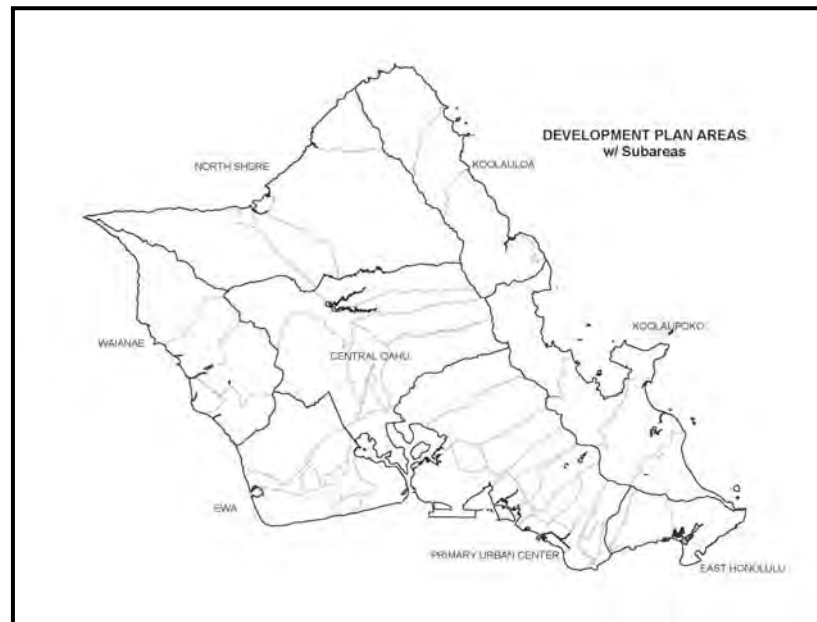 DEVELOPMENT PLAN AREAS
w/ Subareas
NORTH SHORE
KOOLAULOA
WAIANAE
CENTRAL OAHU
KOOLAUPOKO
EWA
PRIMARY URBAN CENTER
EAST HONOLULU